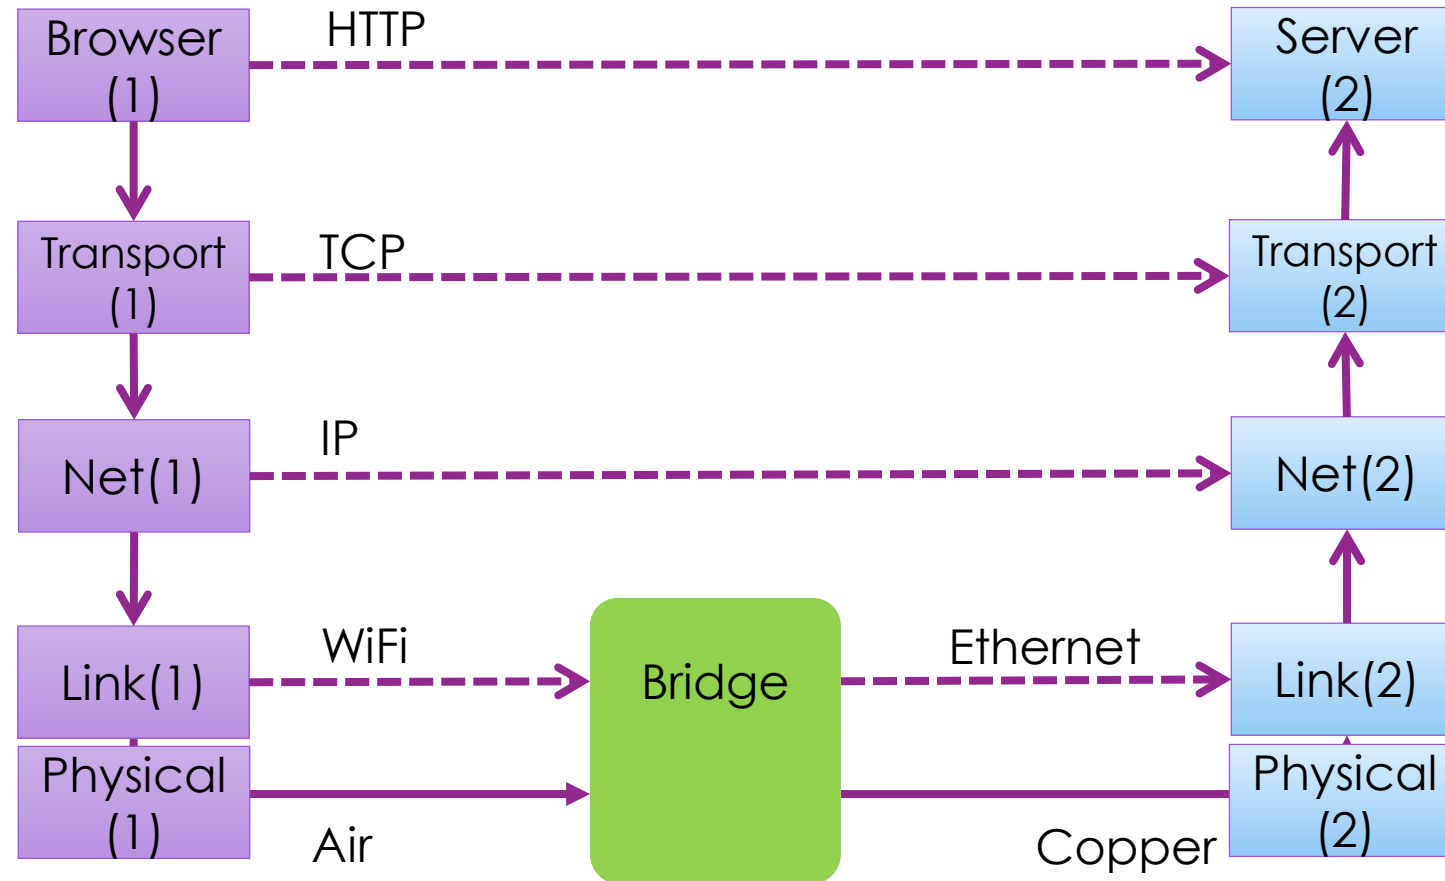 Browser
(1)
HTTP
Server
(2)
Transport
(1)
TCP
Transport
(2)
Net(1)
IP
Net(2)
Link(1)
WiFi
Bridge
Ethernet
Link(2)
Physical
(1)
Air
Copper
Physical
(2)